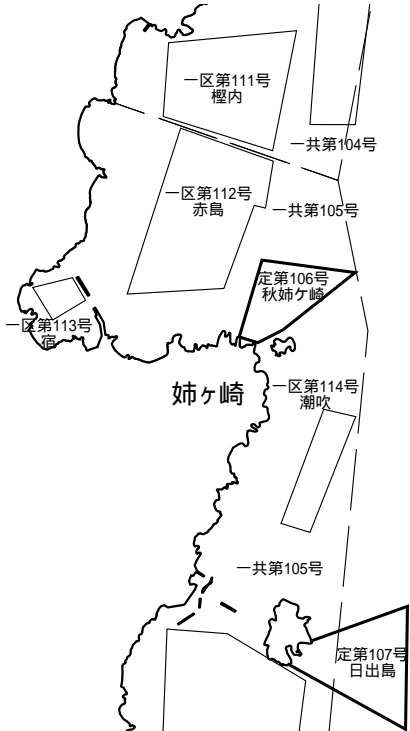 一区第111号
樫内
一共第104号
一区第112号
赤島
一共第105号
定第106号
秋姉ケ崎
一区第113号
宿
姉ヶ崎
一区第114号
潮吹
一共第105号
定第107号
日出島